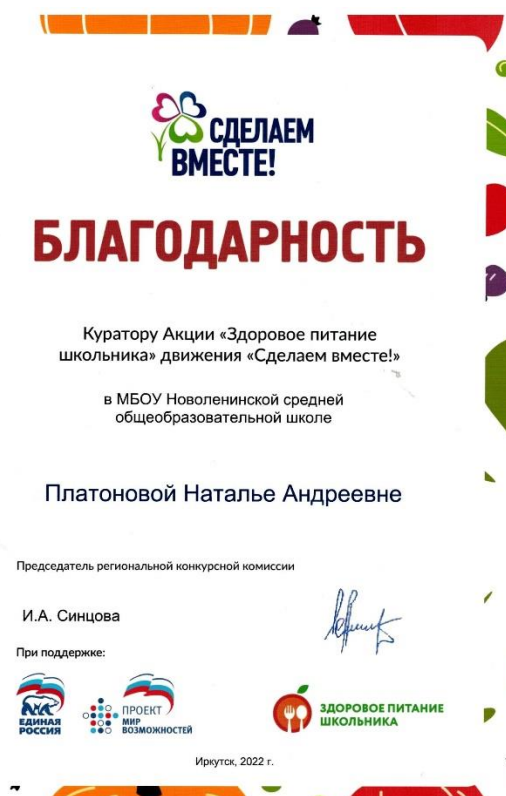 СДЕЛАЕМ
ВМЕСТЕ!
БЛАГОДАРНОСТЬ
Куратору Акции «Здоровое питание
школьника» движения «Сделаем вместе!»
в МБОУ Новоленинской средней
общеобразовательной школе
Платоновой Наталье Андреевне
Председатель региональной конкурсной комиссии
И.А. Синцова
При поддержке:
ЕДИНАЯ
РОССИЯ
ПРОЕКТ
МИР
ВОЗМОЖНОСТЕЙ
ЗДОРОВОЕ ПИТАНИЕ
ШКОЛЬНИКА
Иркутск, 2022 г.